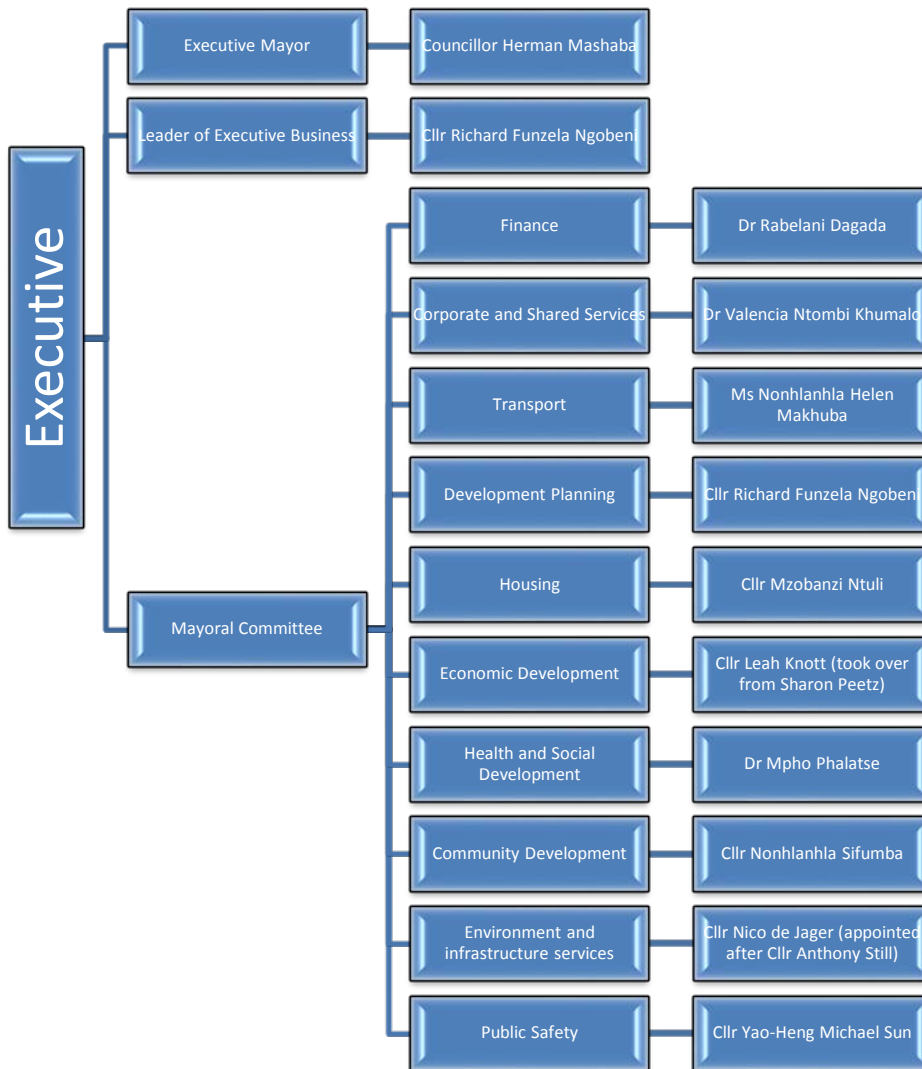 Executive
Executive Mayor
Councillor Herman Mashaba
Leader of Executive Business
Cllr Richard Funzela Ngobeni
Mayoral Committee
Finance
Dr Rabelani Dagada
Corporate and Shared Services
Dr Valencia Ntombi Khumalo
Transport
Ms Nonhlanhla Helen
Makhuba
Development Planning
Cllr Richard Funzela Ngobeni
Housing
Cllr Mzobanzi Ntuli
Economic Development
Cllr Leah Knott (took over
from Sharon Peetz)
Health and Social
Development
Dr Mpho Phalatse
Community Development
Cllr Nonhlanhla Sifumba
Environment and
infrastructure services
Cllr Nico de Jager (appointed
after Cllr Anthony Still)
Public Safety
Cllr Yao-Heng Michael Sun